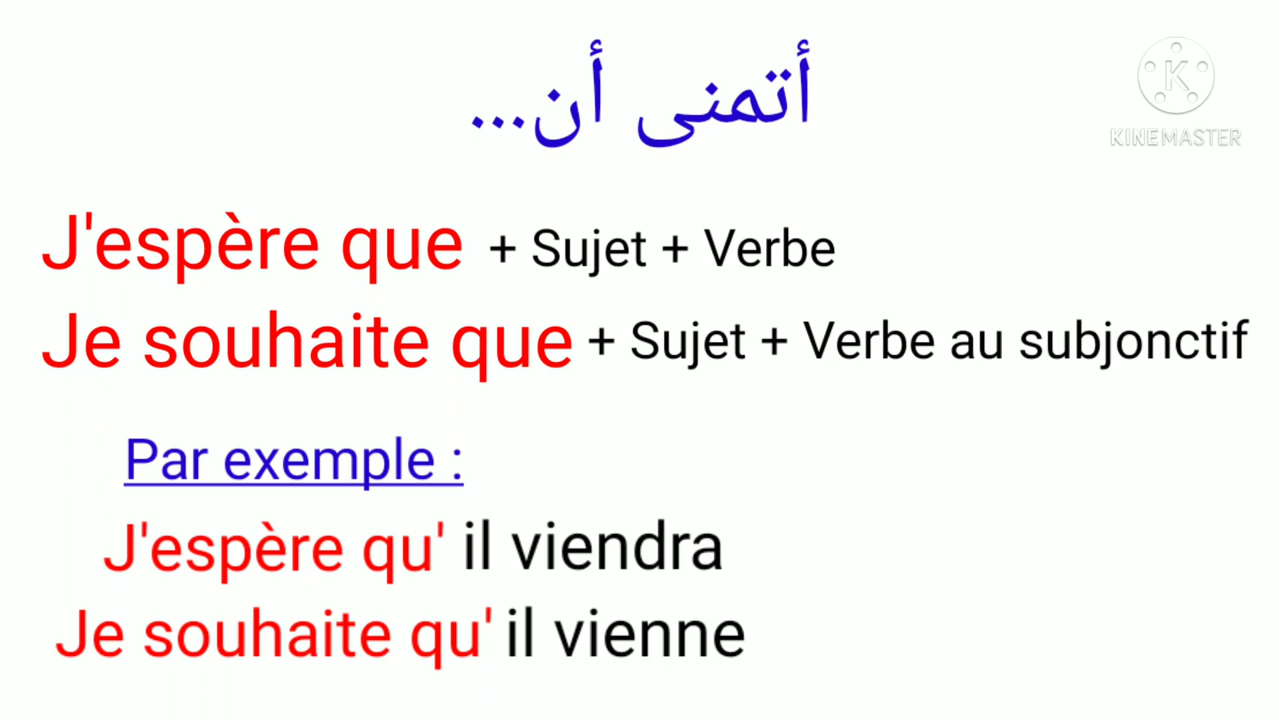 أتمنى أن...
KINEMASTER
J'espère que + Sujet + Verbe
Je souhaite que + Sujet + Verbe au subjonctif
Par exemple :
J'espère qu' il viendra
Je souhaite qu' il vienne